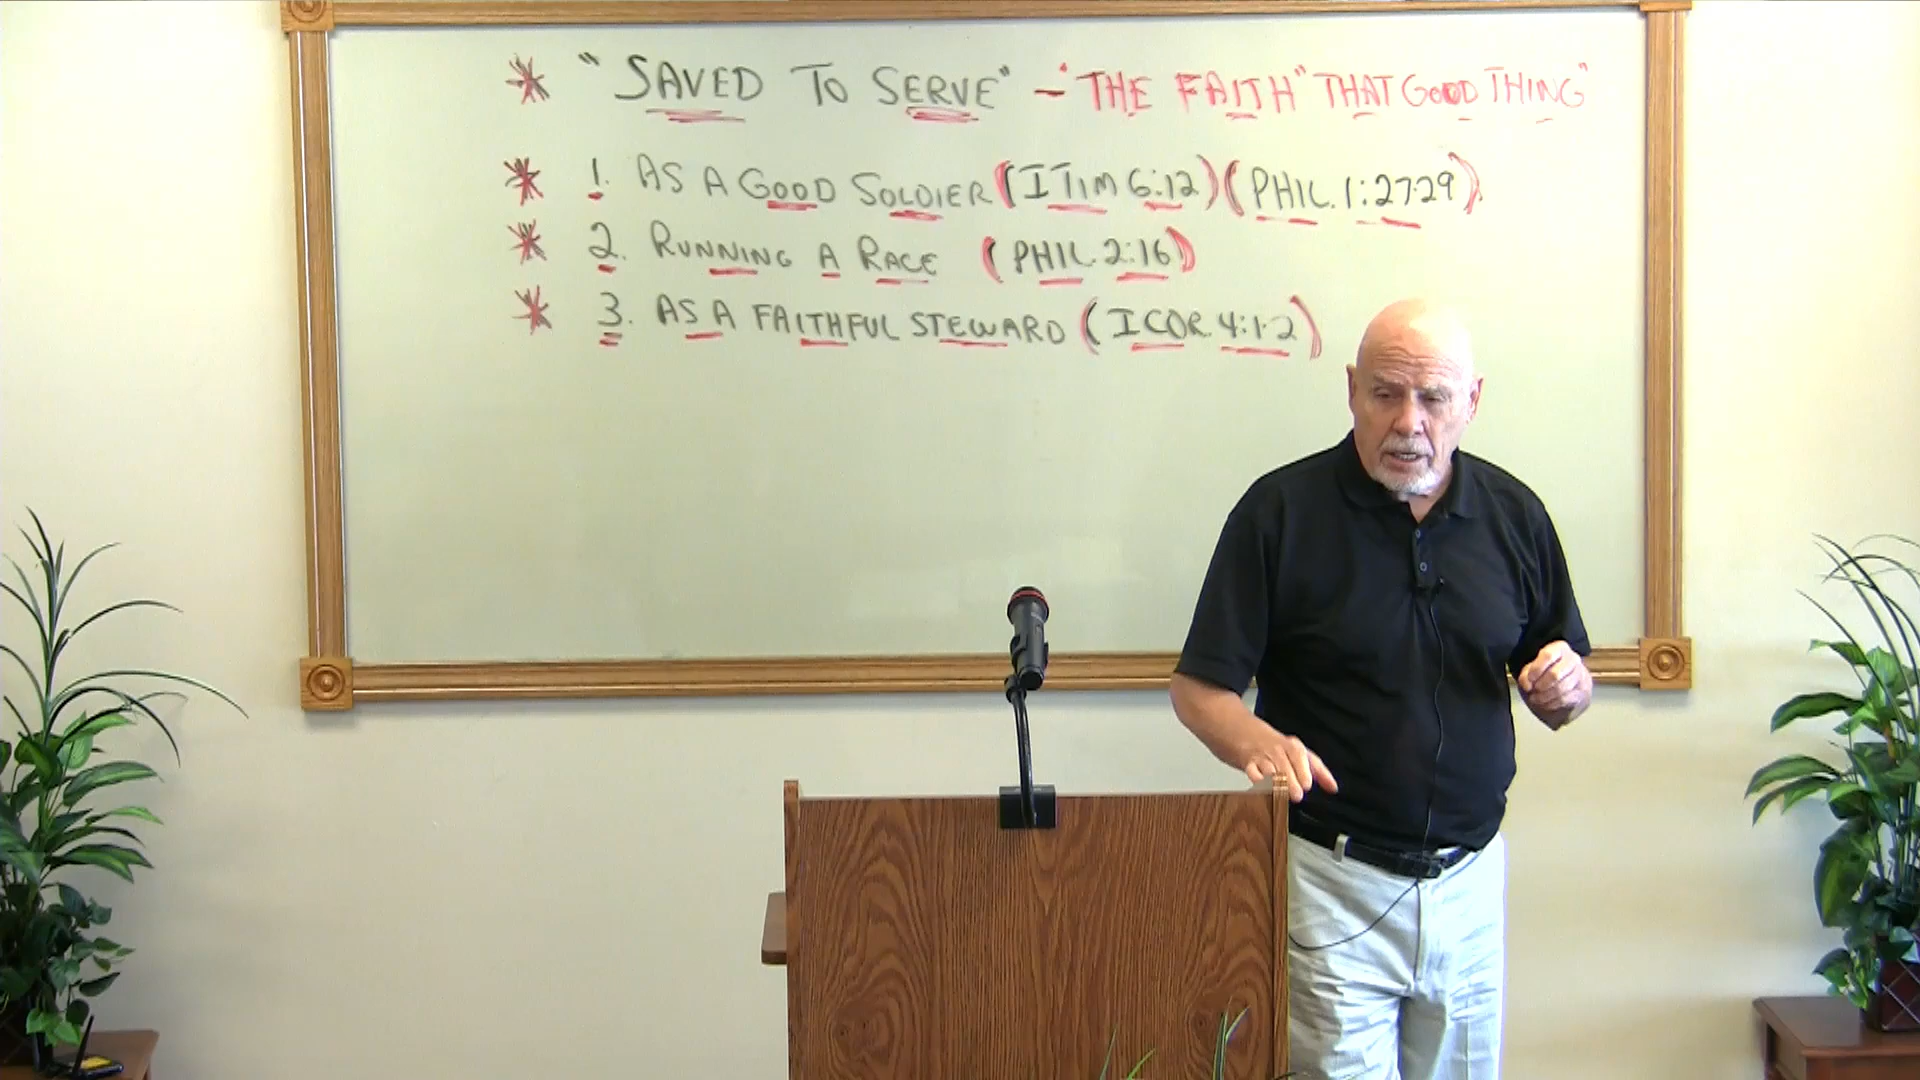 * "SAVED TO SERVE" - "THE FAITH" "THAT GOOD THING"
* 1. AS A GOOD SOLDIER (I TIM 6:12) (PHIL. 1:27-29)
* 2. RUNNING A RACE (PHIL. 2:16)
* 3. AS A FAITHFUL STEWARD (I COR. 4:1-2)